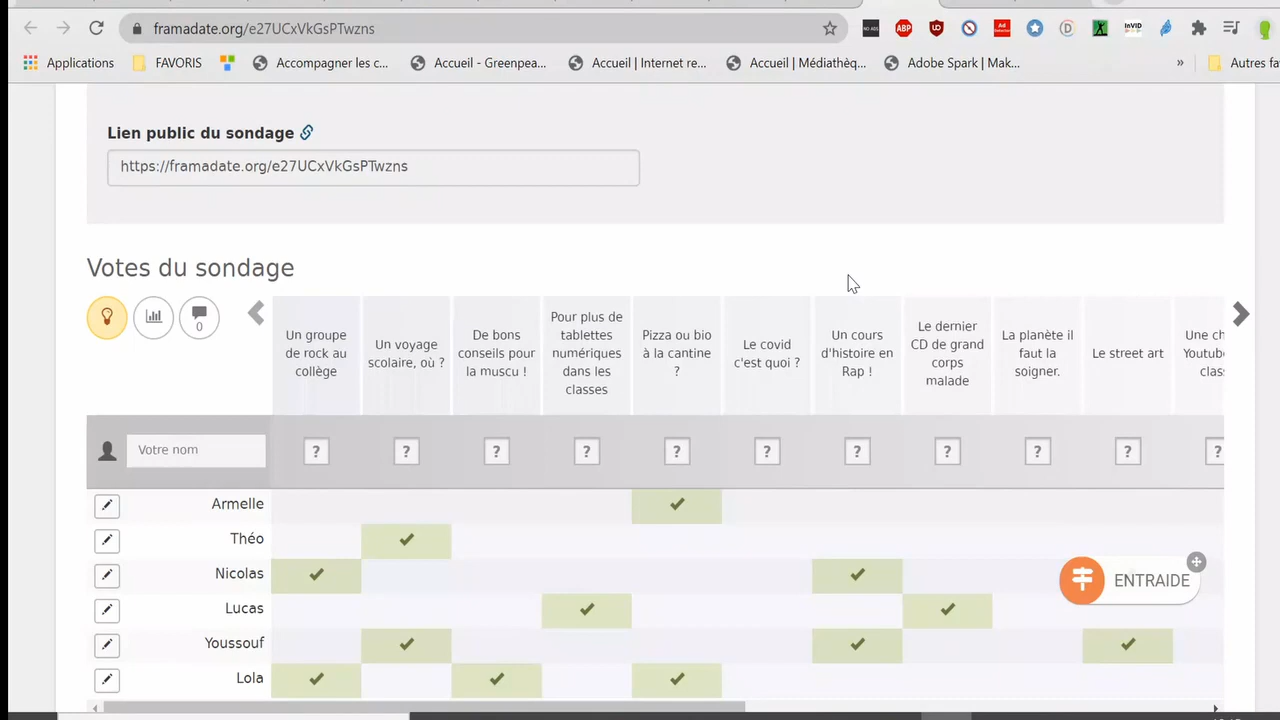 framadate.org/e27UCxVkGsPTwzns
Applications FAVORIS Accompagner les c... Accueil - Greenpea... Accueil | Internet re... Accueil | Médiathèq... Adobe Spark | Mak... » Autres fa
Lien public du sondage
https://framadate.org/e27UCxVkGsPTwzns
Votes du sondage
0
Un groupe
de rock au
collège
Un voyage
scolaire, où ?
De bons
conseils pour
la muscu !
Pour plus de
tablettes
numériques
dans les
classes
Pizza ou bio
à la cantine
?
Le covid
c'est quoi ?
Un cours
d'histoire en
Rap !
Le dernier
CD de grand
corps
malade
La planète il
faut la
soigner.
Le street art
Une ch
Youtub
clas
Votre nom ? ? ? ? ? ? ? ? ? ? ?
Armelle
Théo
Nicolas
Lucas
Youssouf
Lola
ENTRAIDE